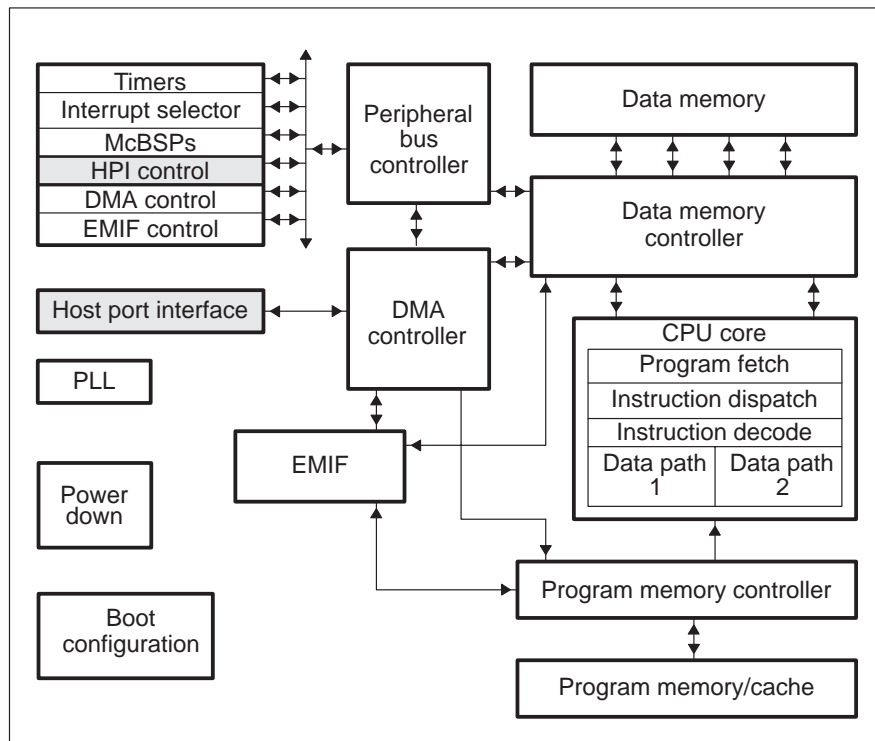 Timers
Interrupt selector
McBSPs
HPI control
DMA control
EMIF control
Peripheral
bus
controller
Data memory
Data memory
controller
Host port interface
DMA
controller
CPU core
Program fetch
Instruction dispatch
Instruction decode
Data path
1
Data path
2
PLL
EMIF
Power
down
Program memory controller
Boot
configuration
Program memory/cache